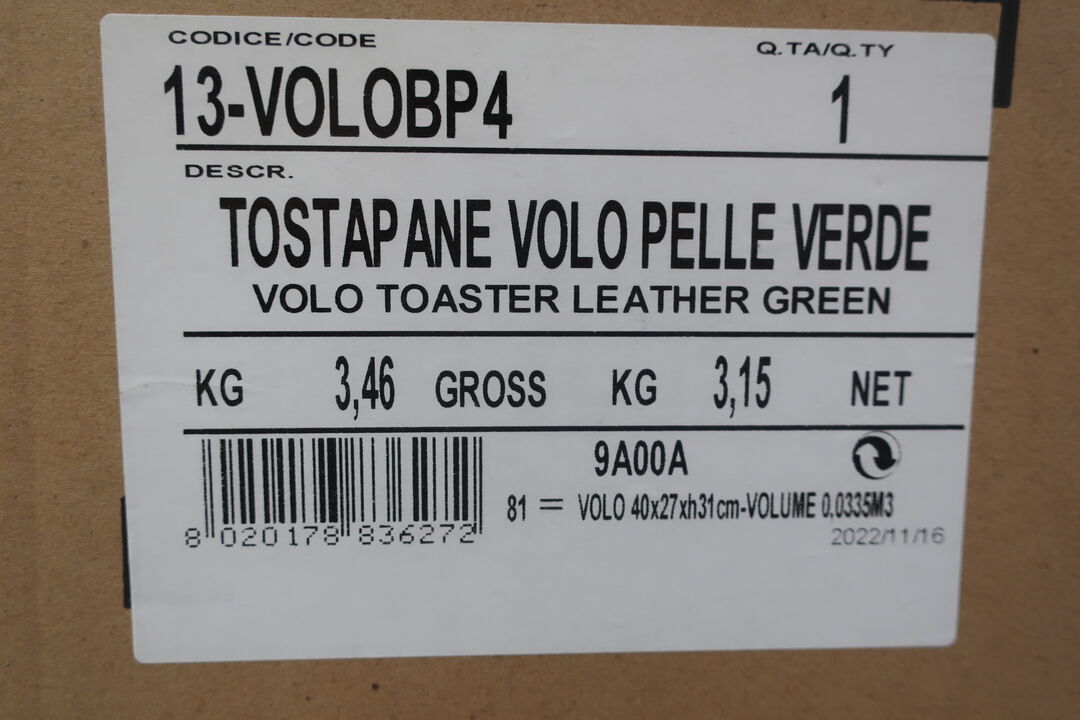 CODICE/CODE Q.TA/Q.TY
13-VOLOBP4 1
DESCR.
TOSTAPANE VOLO PELLE VERDE
VOLO TOASTER LEATHER GREEN
KG 3,46 GROSS KG 3,15 NET
9A00A
81 = VOLO 40x27xh31cm-VOLUME 0,0335M3
8 020178 836272
2022/11/16